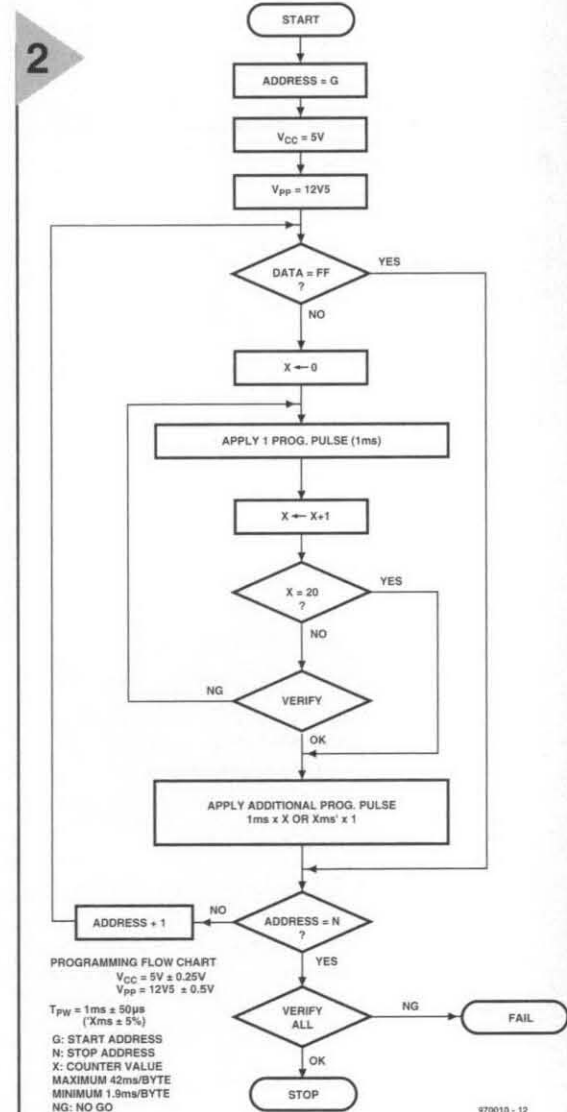 2
START
ADDRESS = G
VCC = 5V
VPP = 12V5
DATA = FF
?
YES
NO
X ← 0
APPLY 1 PROG. PULSE (1ms)
X ← X+1
X = 20
?
YES
NO
VERIFY
NG
OK
APPLY ADDITIONAL PROG. PULSE
1ms x X OR Xms' x 1
ADDRESS = N
?
NO
ADDRESS + 1
YES
VERIFY
ALL
NG
FAIL
OK
STOP
PROGRAMMING FLOW CHART
VCC = 5V ± 0.25V
VPP = 12V5 ± 0.5V
TPW = 1ms ± 50µs
('Xms ± 5%)
G: START ADDRESS
N: STOP ADDRESS
X: COUNTER VALUE
MAXIMUM 42ms/BYTE
MINIMUM 1.9ms/BYTE
NG: NO GO
970010 - 12